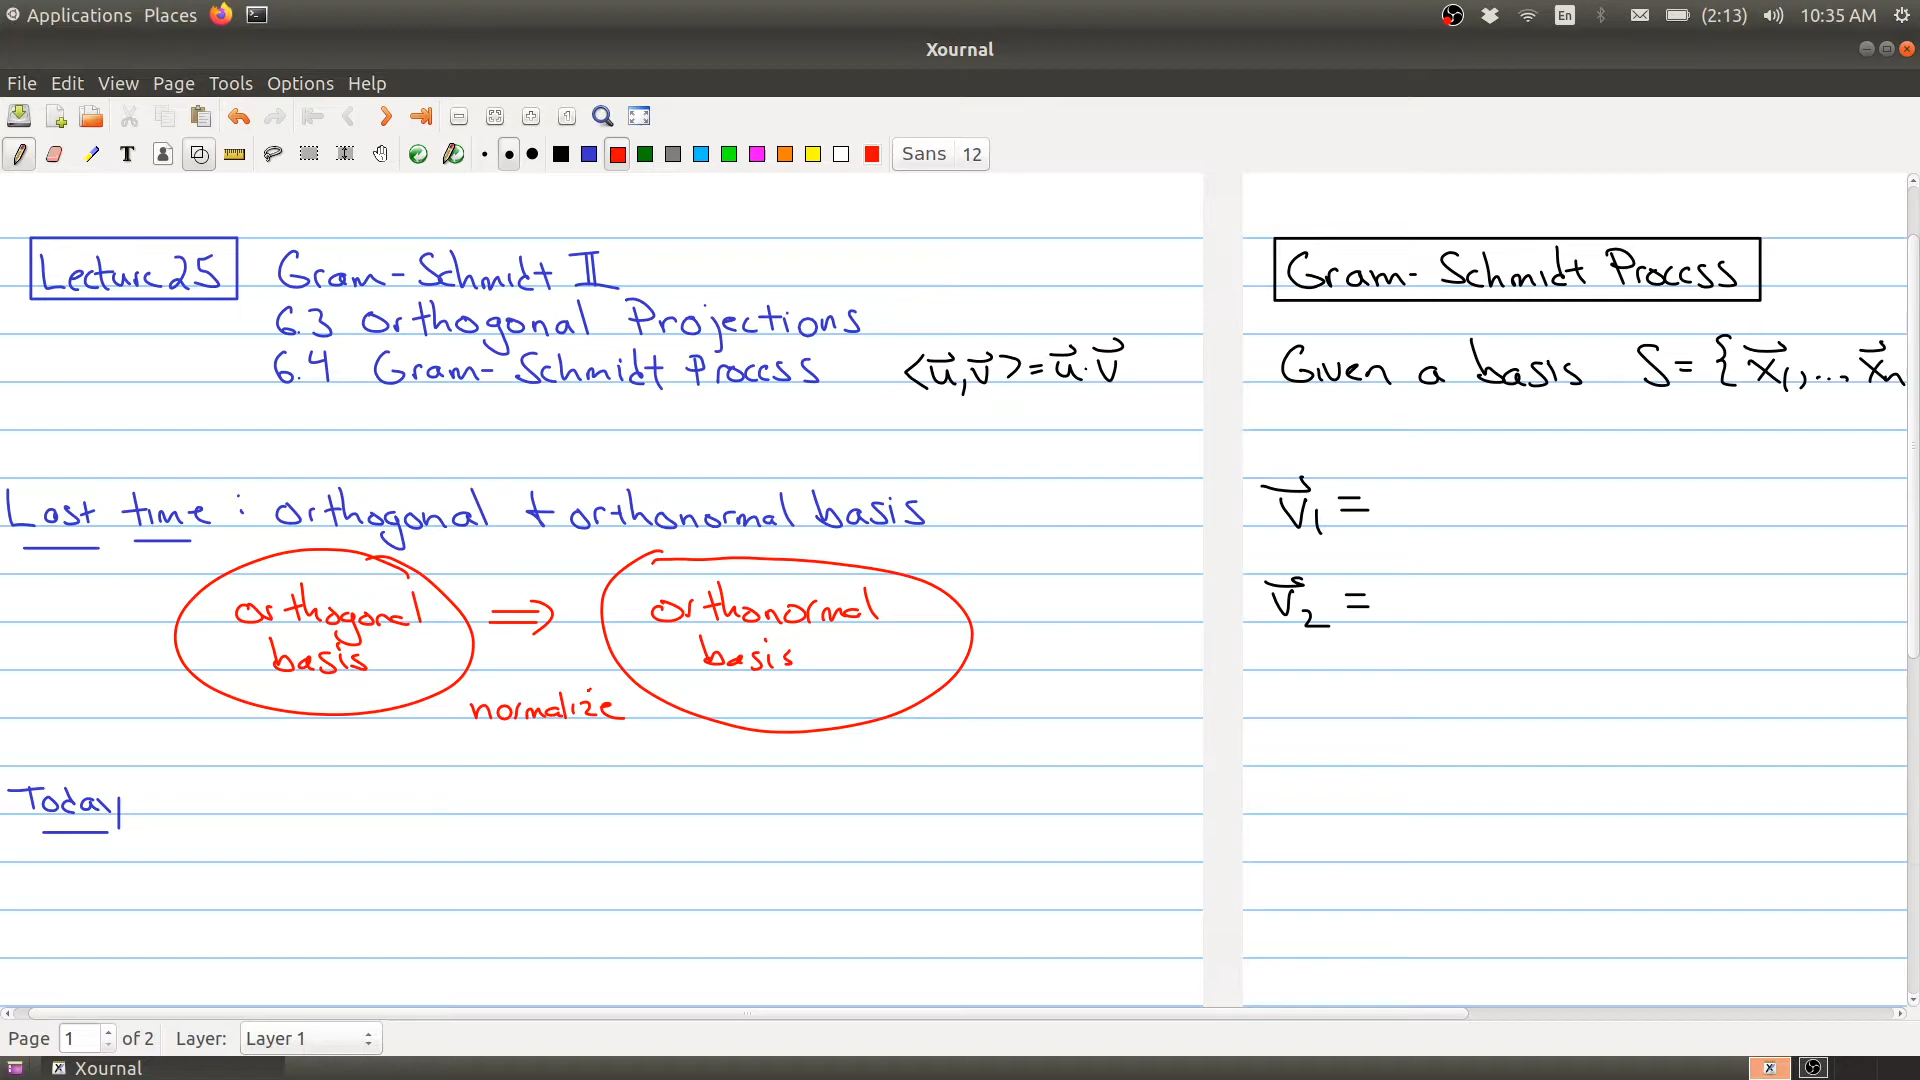 Applications Places En (2:13) 10:35 AM
Xournal
File Edit View Page Tools Options Help
Sans 12
Lecture 25 Gram-Schmidt II
6.3 Orthogonal Projections
6.4 Gram-Schmidt Process <u⃗,v⃗>=u⃗·v⃗
Last time: orthogonal + orthonormal basis
orthogonal ⟹ orthonormal
basis basis
normalize
Today
Gram-Schmidt Process
Given a basis S={x⃗₁,...,x⃗ₙ
v⃗₁ =
v⃗₂ =
Page 1 of 2 Layer: Layer 1
Xournal